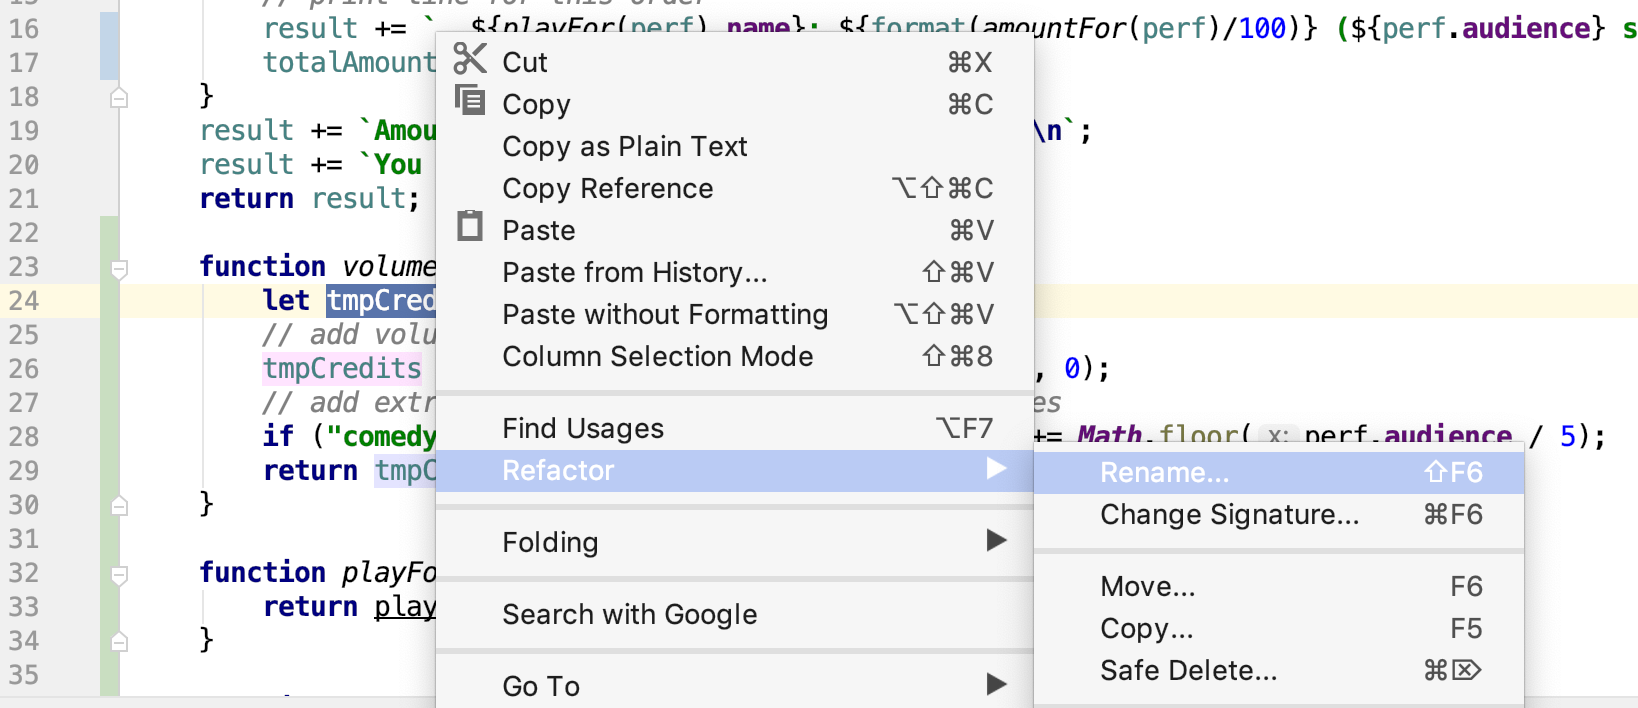 // print line for this order
16 result += ` ${playFor(perf).name}: ${format(amountFor(perf)/100)} (${perf.audience} s
17 totalAmount
18 }
19 result += `Amou \n`;
20 result += `You
21 return result;
22
23 function volume
24 let tmpCred
25 // add volu
26 tmpCredits , 0);
27 // add extr es
28 if ("comedy += Math.floor( x: perf.audience / 5);
29 return tmpC
30 }
31
32 function playFo
33 return play
34 }
35
Cut ⌘X
Copy ⌘C
Copy as Plain Text
Copy Reference ⌥⇧⌘C
Paste ⌘V
Paste from History... ⇧⌘V
Paste without Formatting ⌥⇧⌘V
Column Selection Mode ⇧⌘8
Find Usages ⌥F7
Refactor
Folding
Search with Google
Go To
Rename... ⇧F6
Change Signature... ⌘F6
Move... F6
Copy... F5
Safe Delete... ⌘⌦